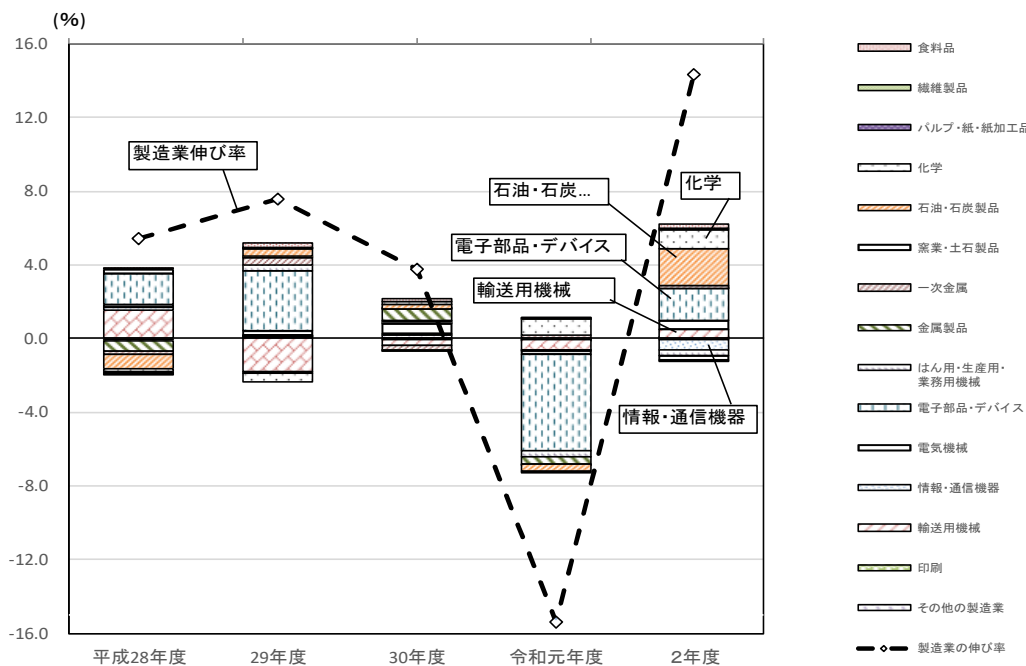 (%)
16.0
12.0
8.0
4.0
0.0
-4.0
-8.0
-12.0
-16.0
平成28年度
29年度
30年度
令和元年度
2年度
製造業伸び率
石油・石炭...
化学
電子部品・デバイス
輸送用機械
情報・通信機器
食料品
繊維製品
パルプ・紙・紙加工品
化学
石油・石炭製品
窯業・土石製品
一次金属
金属製品
はん用・生産用・
業務用機械
電子部品・デバイス
電気機械
情報・通信機器
輸送用機械
印刷
その他の製造業
製造業の伸び率